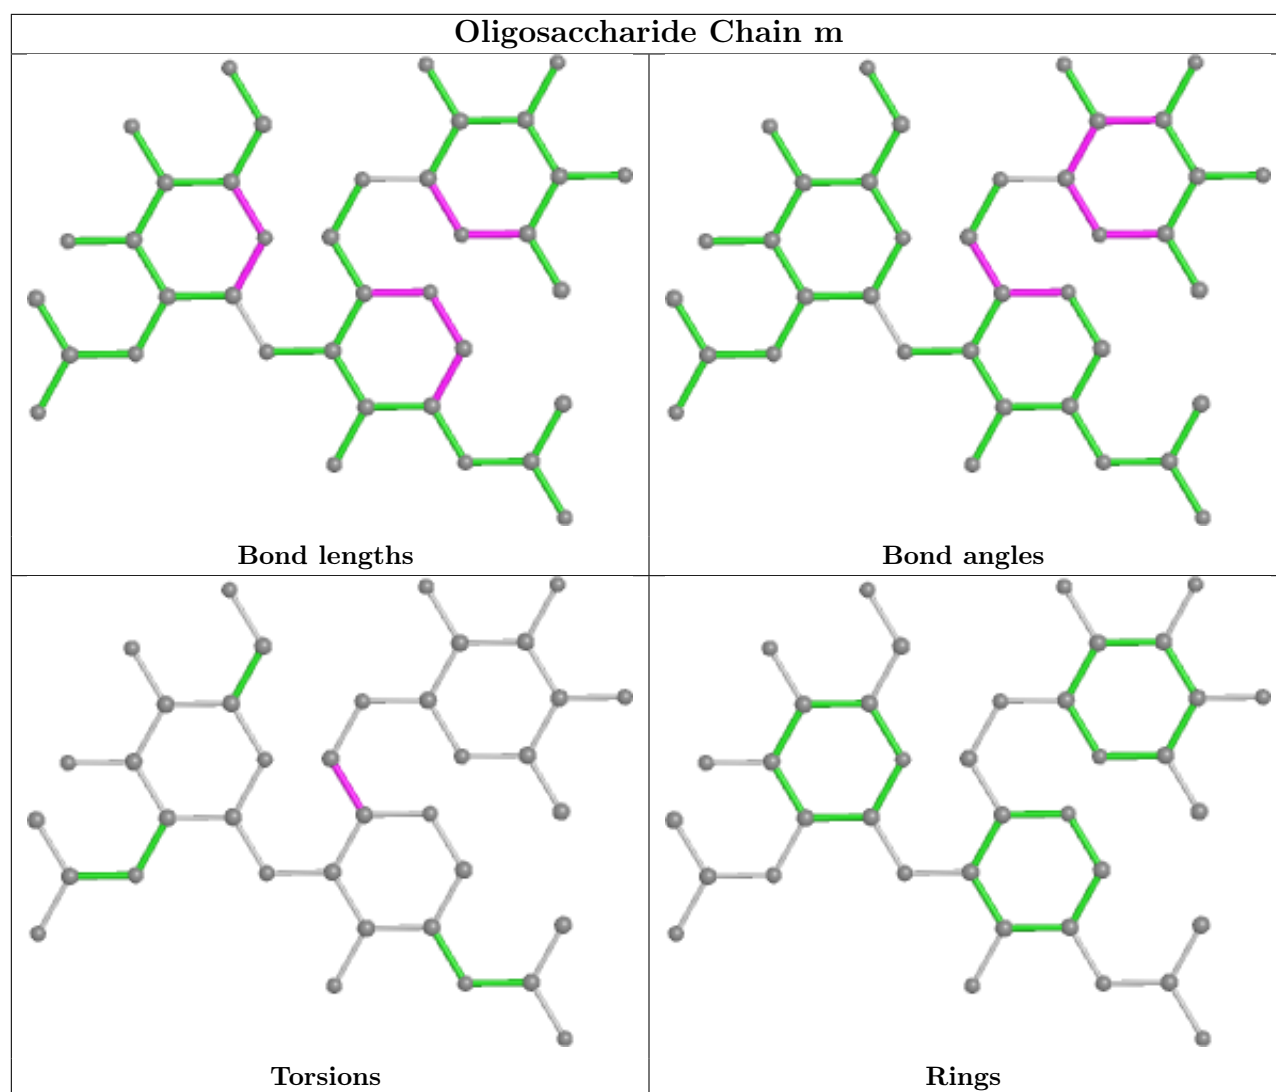 Oligosaccharide Chain m
Bond lengths
Bond angles
Torsions
Rings